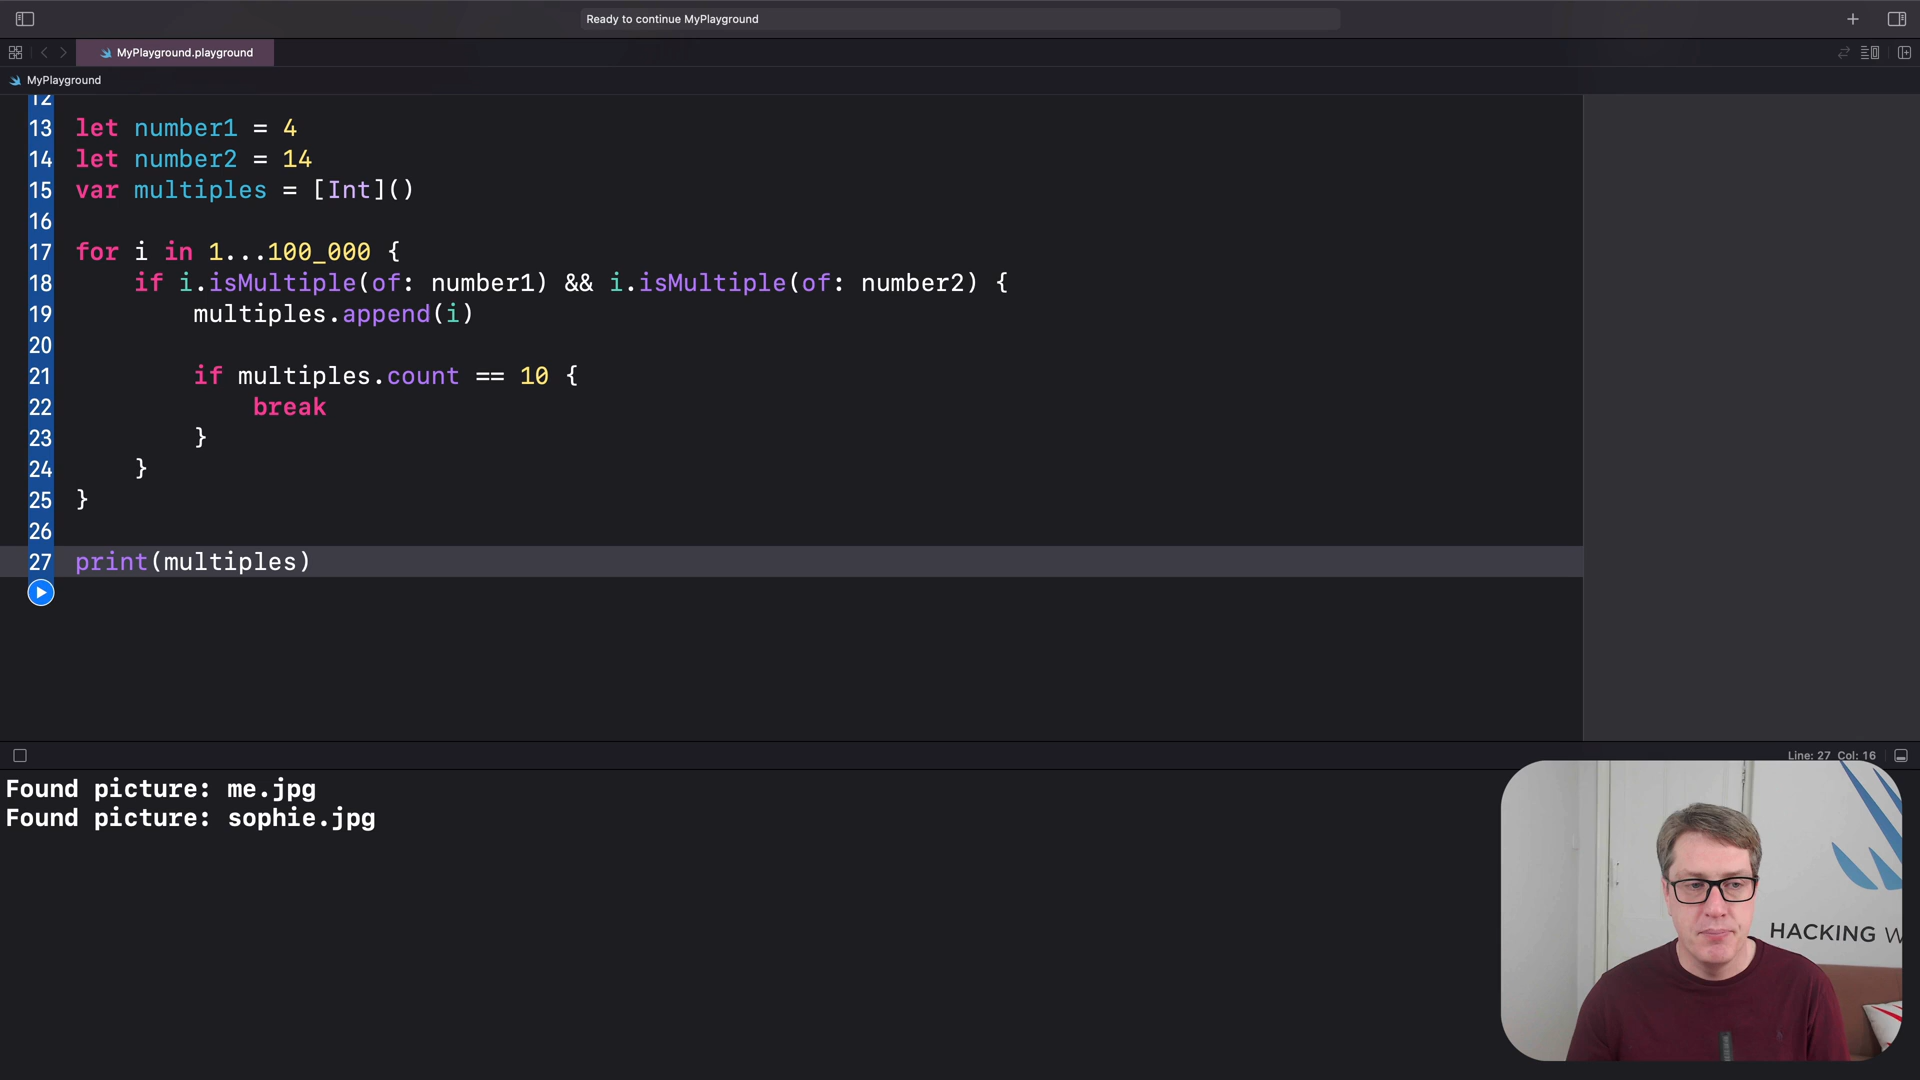 Ready to continue MyPlayground
MyPlayground.playground
MyPlayground
12
13 let number1 = 4
14 let number2 = 14
15 var multiples = [Int]()
16
17 for i in 1...100_000 {
18 if i.isMultiple(of: number1) && i.isMultiple(of: number2) {
19 multiples.append(i)
20
21 if multiples.count == 10 {
22 break
23 }
24 }
25 }
26
27 print(multiples)
Line: 27 Col: 16
Found picture: me.jpg
Found picture: sophie.jpg
HACKING W